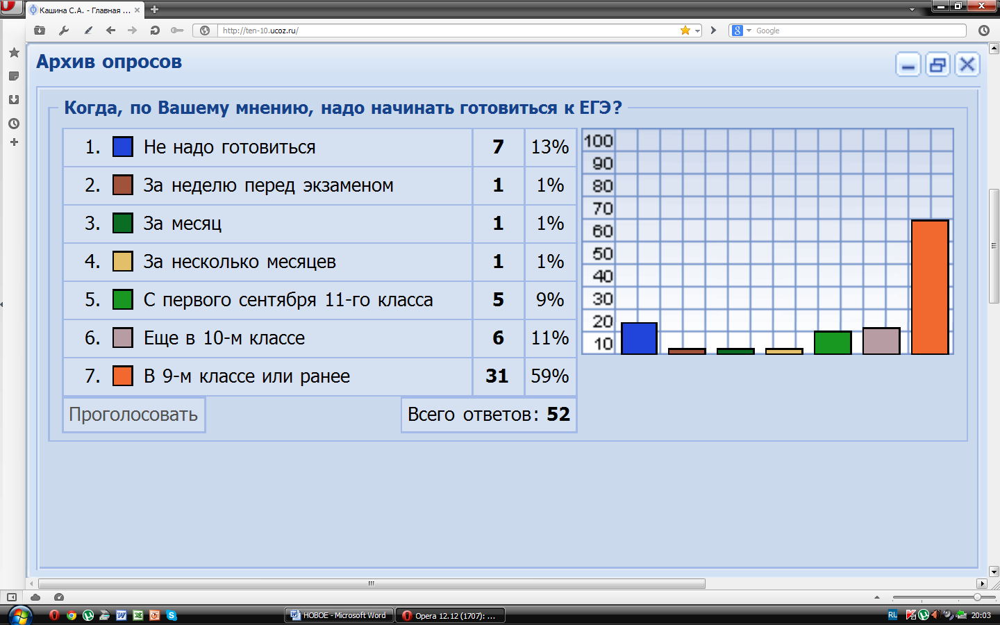 Кашина С.А. - Главная ...
http://ten-10.ucoz.ru/
Google
Архив опросов
Когда, по Вашему мнению, надо начинать готовиться к ЕГЭ?
1. Не надо готовиться 7 13%
2. За неделю перед экзаменом 1 1%
3. За месяц 1 1%
4. За несколько месяцев 1 1%
5. С первого сентября 11-го класса 5 9%
6. Еще в 10-м классе 6 11%
7. В 9-м классе или ранее 31 59%
Проголосовать Всего ответов: 52
100
90
80
70
60
50
40
30
20
10
НОВОЕ - Microsoft Word
Opera 12.12 (1707): ...
RL
20:03